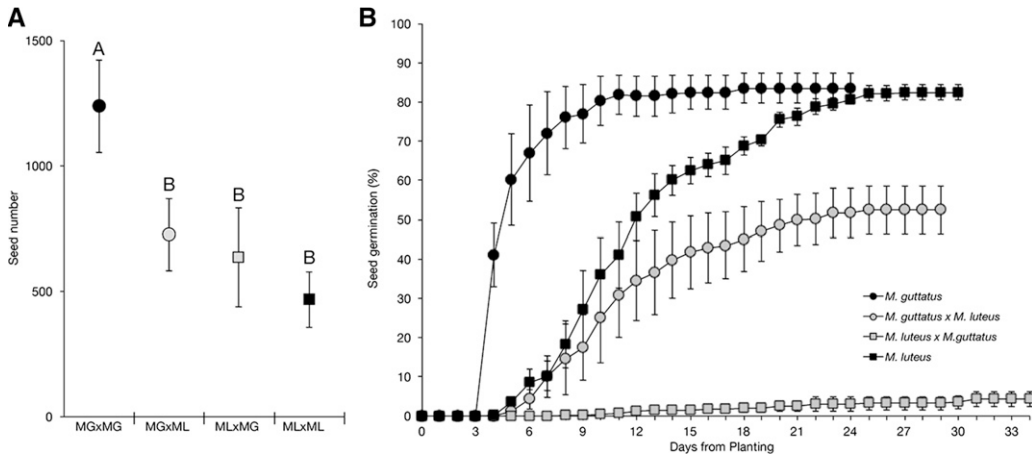 A
1500
1000
500
0
Seed number
A
B
B
B
MGxMG MGxML MLxMG MLxML
B
100
90
80
70
60
50
40
30
20
10
0
Seed germination (%)
M. guttatus
M. guttatus x M. luteus
M. luteus x M.guttatus
M. luteus
0 3 6 9 12 15 18 21 24 27 30 33
Days from Planting